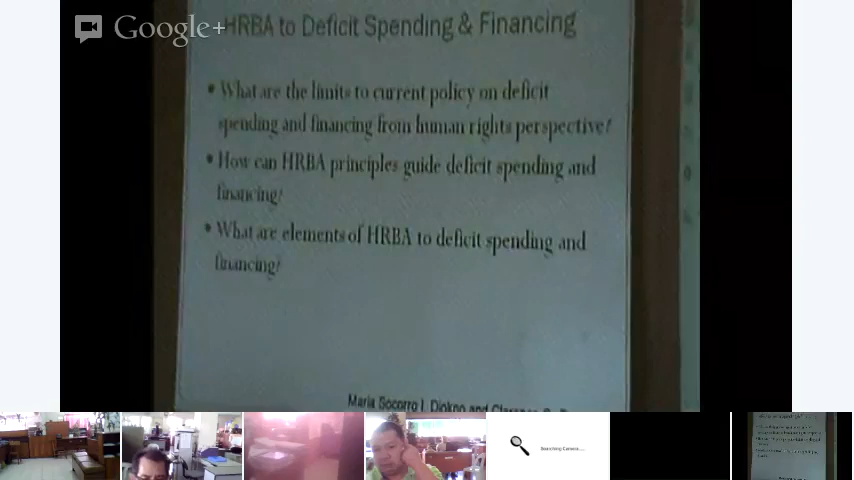 Google+
HRBA to Deficit Spending & Financing
• What are the limits to current policy on deficit
spending and financing from human rights perspective?
• How can HRBA principles guide deficit spending and
financing?
• What are elements of HRBA to deficit spending and
financing?
Maria Socorro I. Diokno and
Searching Camera.....